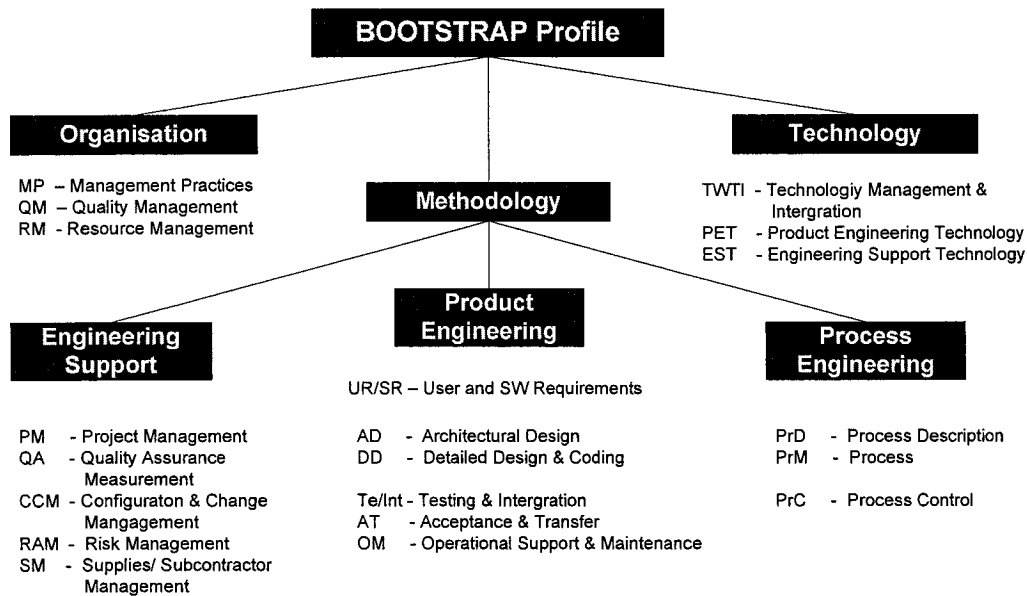 BOOTSTRAP Profile
Organisation
MP – Management Practices
QM – Quality Management
RM - Resource Management
Technology
TWTI - Technologiy Management &
Intergration
PET - Product Engineering Technology
EST - Engineering Support Technology
Methodology
Engineering
Support
PM - Project Management
QA - Quality Assurance
Measurement
CCM - Configuraton & Change
Mangagement
RAM - Risk Management
SM - Supplies/ Subcontractor
Management
Product
Engineering
UR/SR – User and SW Requirements
AD - Architectural Design
DD - Detailed Design & Coding
Te/Int - Testing & Intergration
AT - Acceptance & Transfer
OM - Operational Support & Maintenance
Process
Engineering
PrD - Process Description
PrM - Process
PrC - Process Control